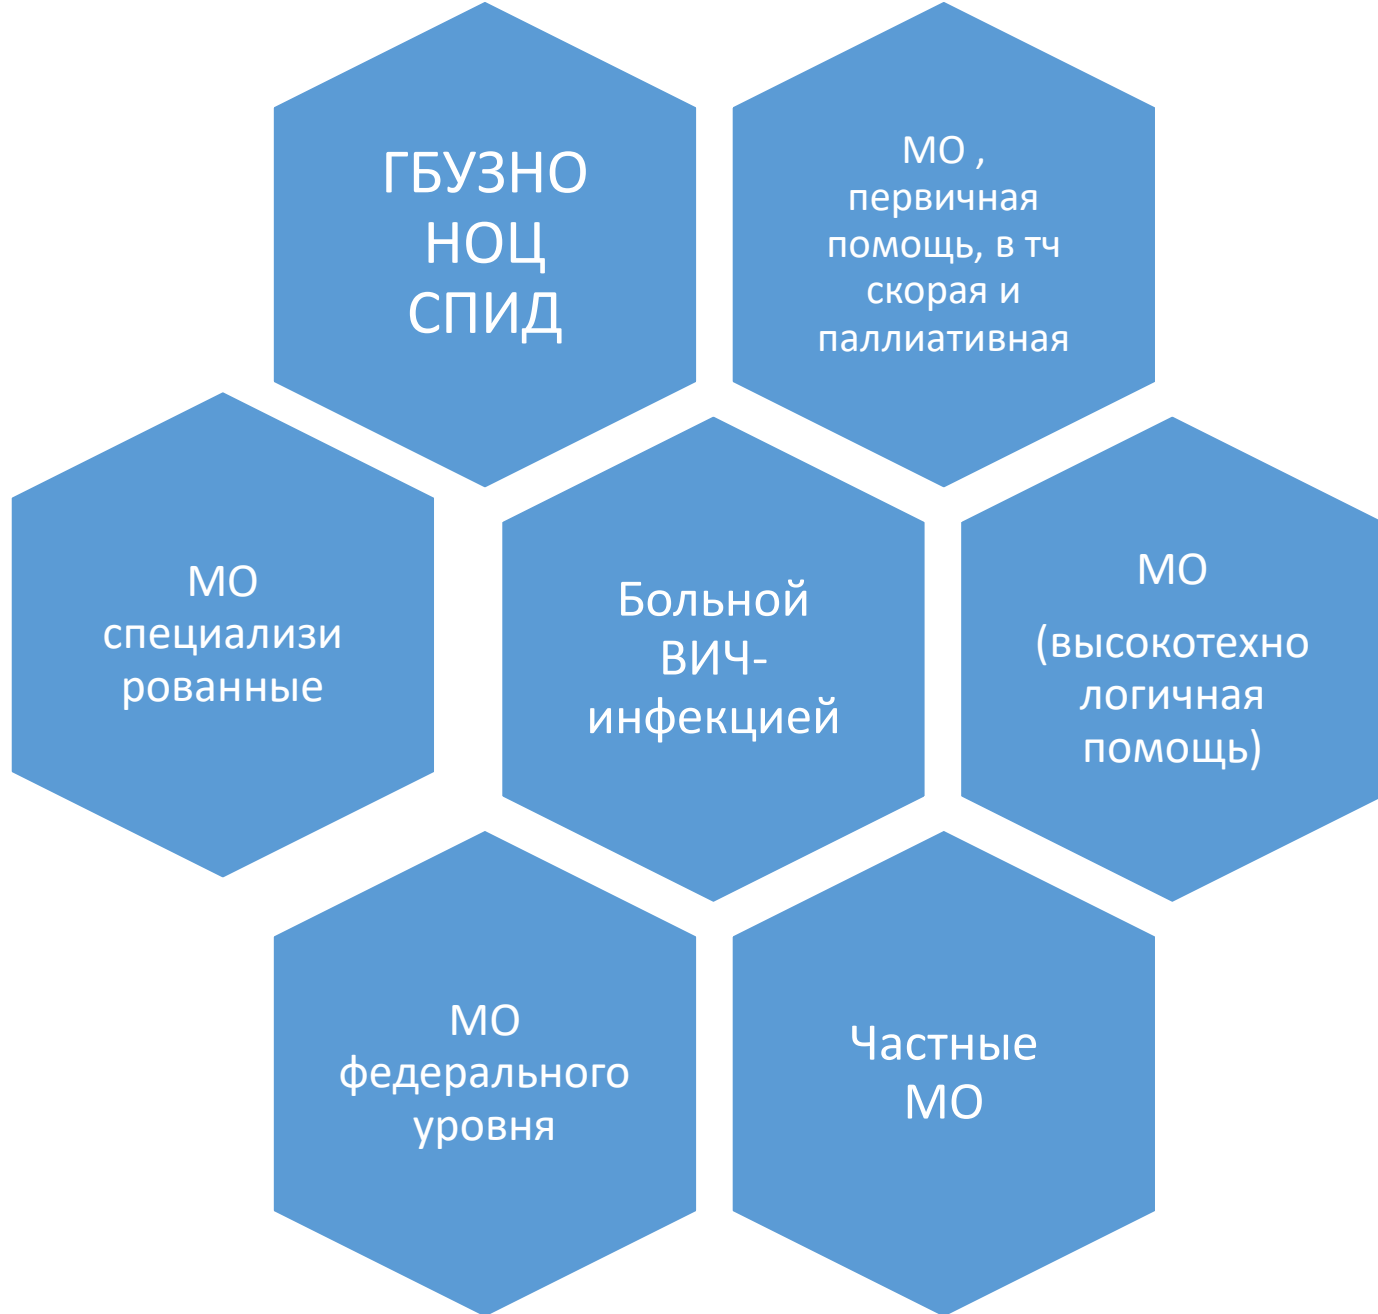 ГБУЗНО
НОЦ
СПИД
МО ,
первичная
помощь, в тч
скорая и
паллиативная
МО
специализи
рованные
Больной
ВИЧ-
инфекцией
МО
(высокотехно
логичная
помощь)
МО
федерального
уровня
Частные
МО